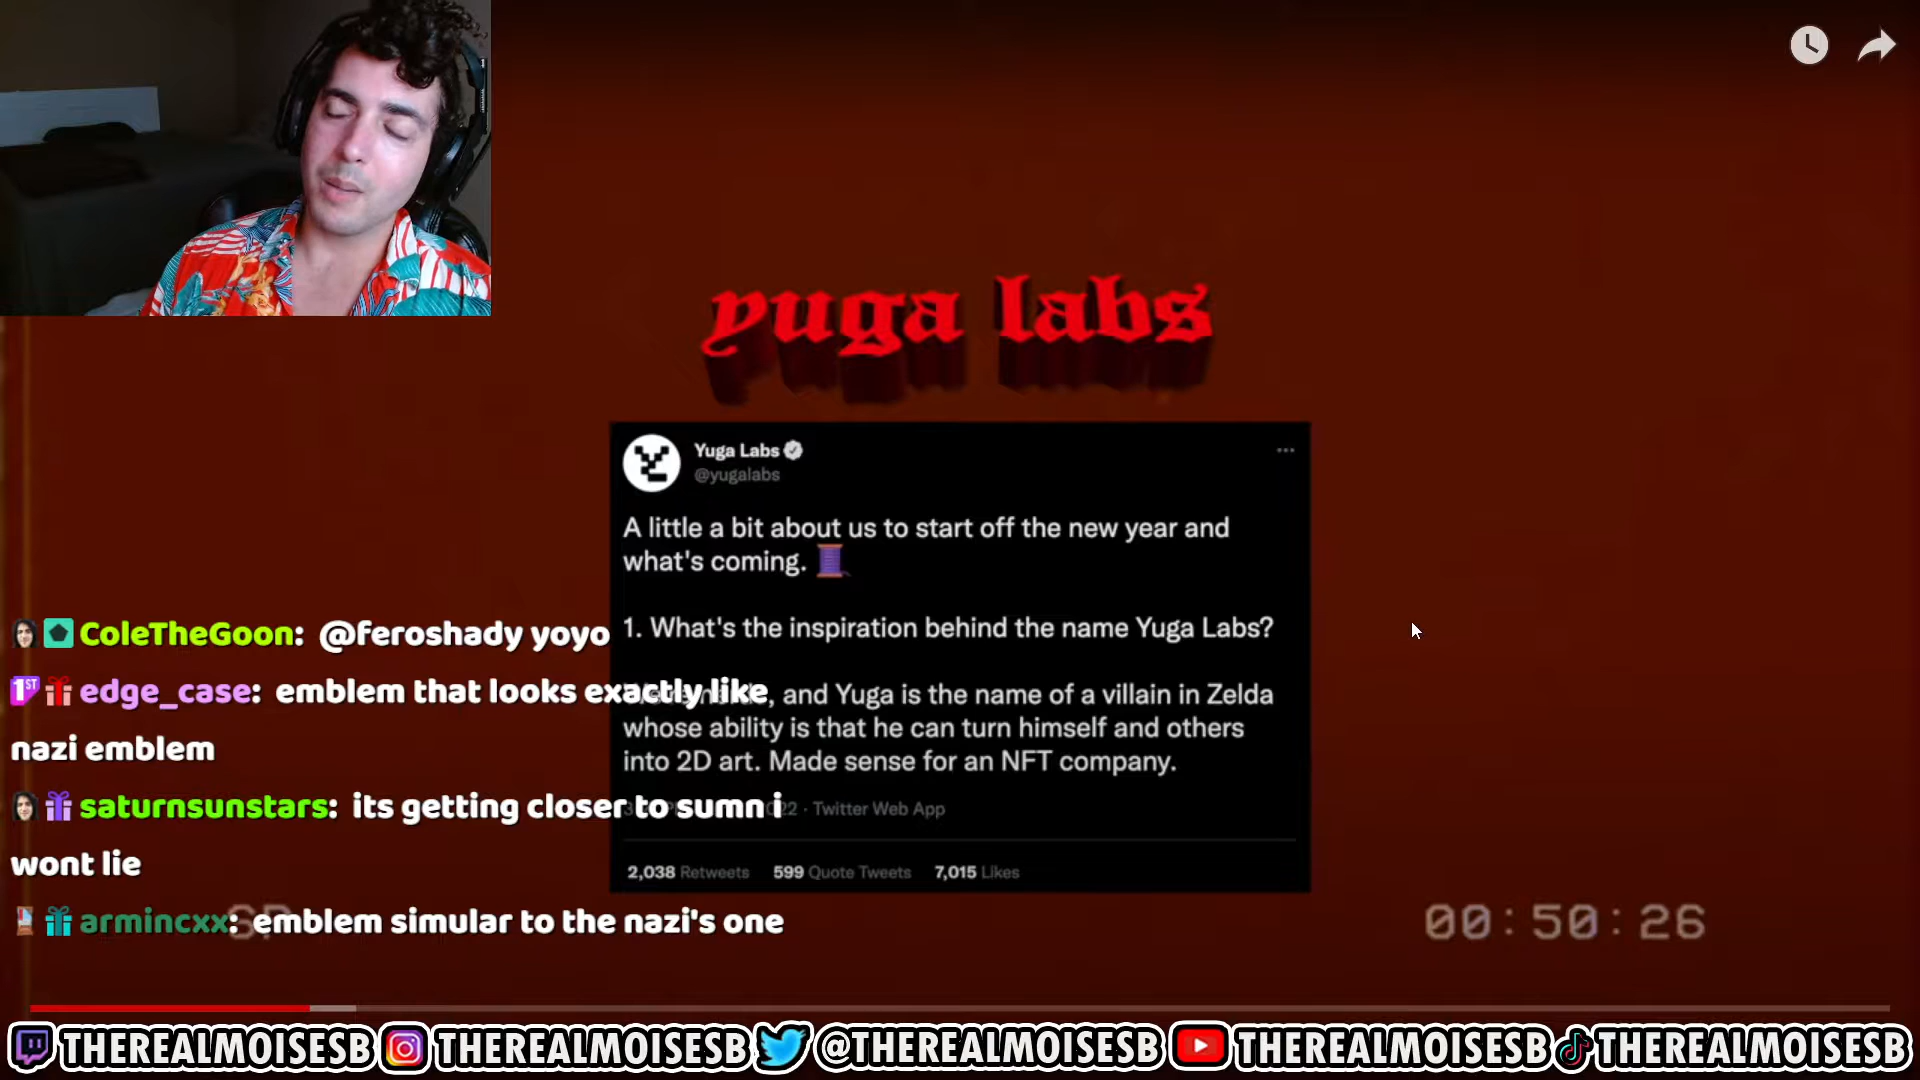 yuga labs
Yuga Labs
@yugalabs
A little a bit about us to start off the new year and
what's coming.
1. What's the inspiration behind the name Yuga Labs?
and Yuga is the name of a villain in Zelda
whose ability is that he can turn himself and others
into 2D art. Made sense for an NFT company.
22 · Twitter Web App
2,038 Retweets 599 Quote Tweets 7,015 Likes
ColeTheGoon: @feroshady yoyo
1ST edge_case: emblem that looks exactly like
nazi emblem
saturnsunstars: its getting closer to sumn i
wont lie
armincxx: emblem simular to the nazi's one
SP
00:50:26
THEREALMOISESB THEREALMOISESB @THEREALMOISESB THEREALMOISESB THEREALMOISESB